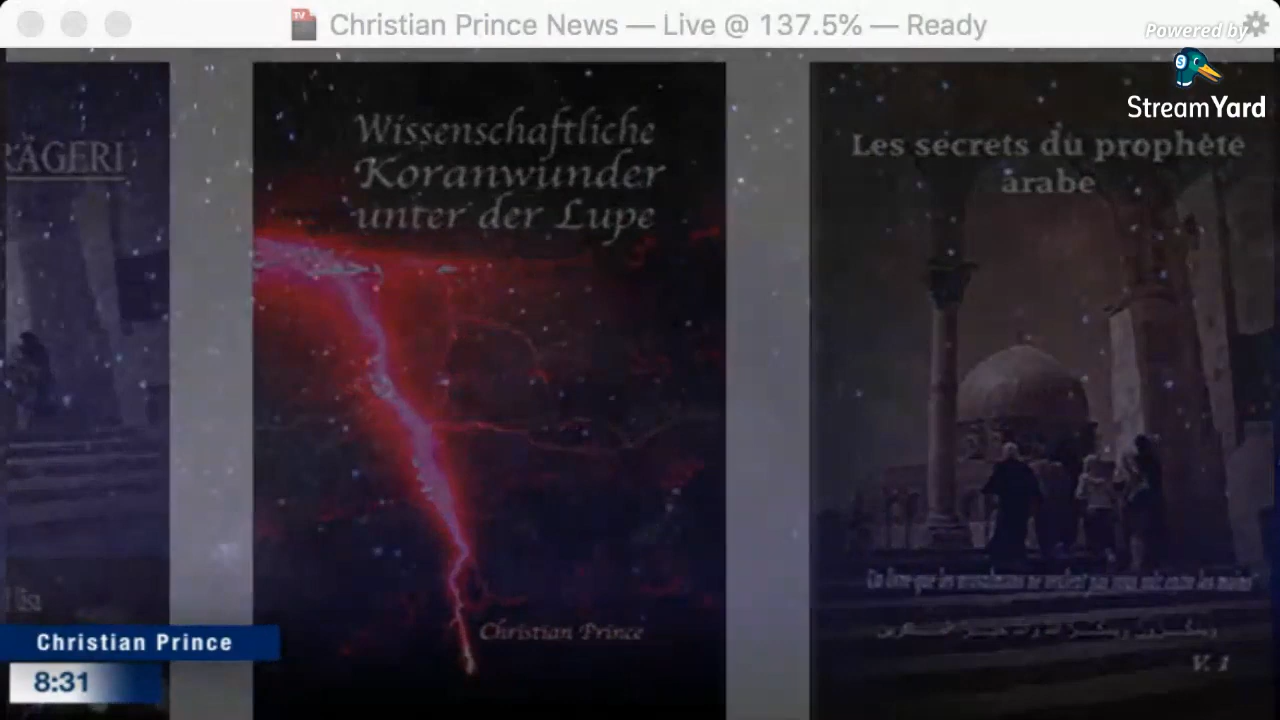 Christian Prince News — Live @ 137.5% — Ready
Powered by
StreamYard
RÄGERI
Wissenschaftliche
Koranwunder
unter der Lupe
Christian Prince
Les secrets du prophète
arabe
V. 1
Christian Prince
8:31